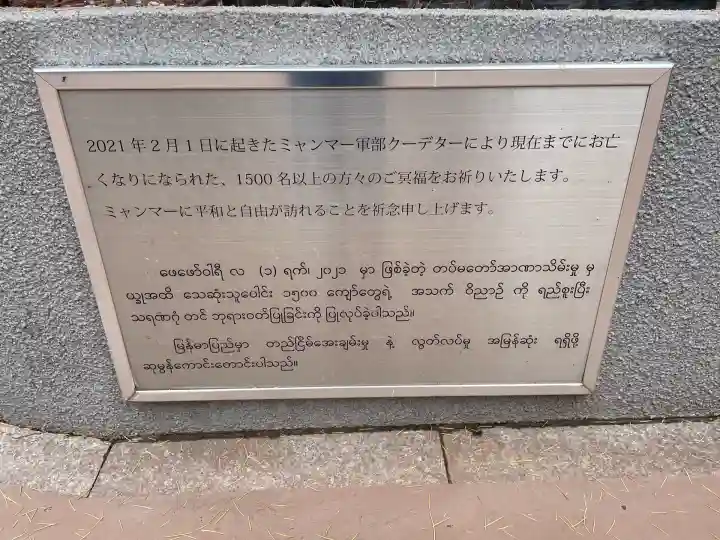 2021年2月1日に起きたミャンマー軍部クーデターにより現在までにお亡
くなりになられた、1500名以上の方々のご冥福をお祈りいたします。
ミャンマーに平和と自由が訪れることを祈念申し上げます。
ဖေဖော်ဝါရီ လ (၁) ရက်၊ ၂၀၂၁ မှာ ဖြစ်ခဲ့တဲ့ တပ်မတော်အာဏာသိမ်းမှု မှ
ယ္ခုအထိ သေဆုံးသူပေါင်း ၁၅၀၀ ကျော်တွေရဲ့ အသက် ဝိညာဉ် ကို ရည်စူးပြီး
သရဏဂုံ တင် ဘုရားဝတ်ပြုခြင်းကို ပြုလုပ်ခဲ့ပါသည်။
မြန်မာပြည်မှာ တည်ငြိမ်အေးချမ်းမှု နဲ့ လွတ်လပ်မှု အမြန်ဆုံး ရရှိဖို့
ဆုမွန်ကောင်းတောင်းပါသည်။